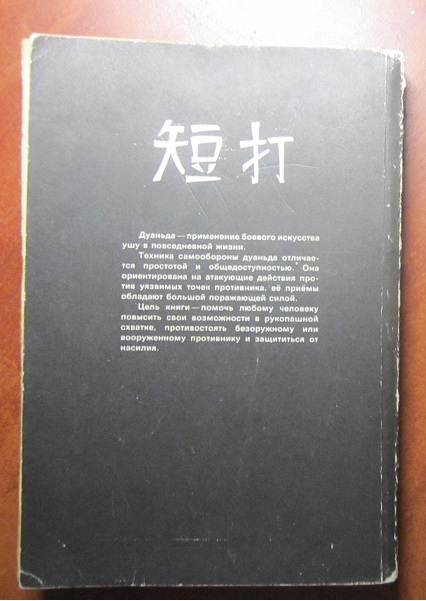 短打
Дуаньда — применение боевого искусства
ушу в повседневной жизни.
Техника самообороны дуаньда отличае-
тся простотой и общедоступностью. Она
ориентирована на атакующие действия про-
тив уязвимых точек противника, её приёмы
обладают большой поражающей силой.
Цель книги — помочь любому человеку
повысить свои возможности в рукопашной
схватке, противостоять безоружному или
вооруженному противнику и защититься от
насилия.